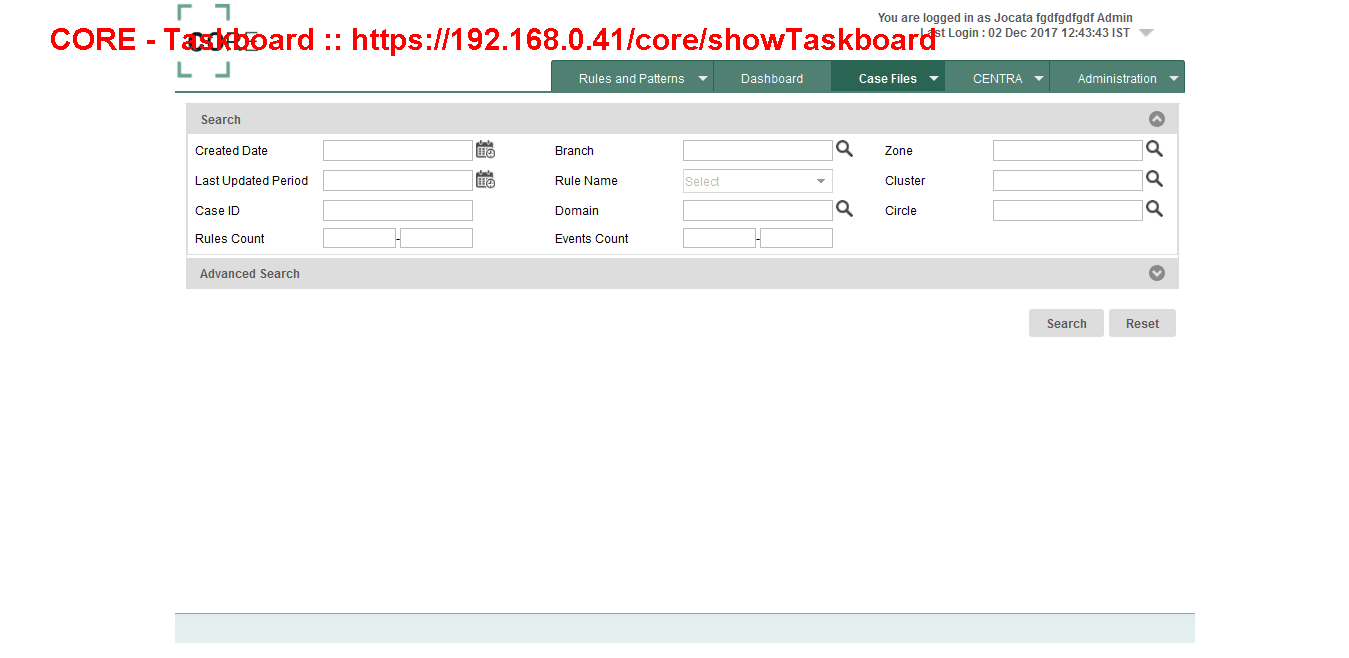 You are logged in as Jocata fgdfgdfgdf Admin
CORE - Taskboard :: https://192.168.0.41/core/showTaskboard
CORE
Last Login : 02 Dec 2017 12:43:43 IST
Rules and Patterns Dashboard Case Files CENTRA Administration
Search
Created Date Branch Zone
Last Updated Period Rule Name Select Cluster
Case ID Domain Circle
Rules Count - Events Count -
Advanced Search
Search Reset